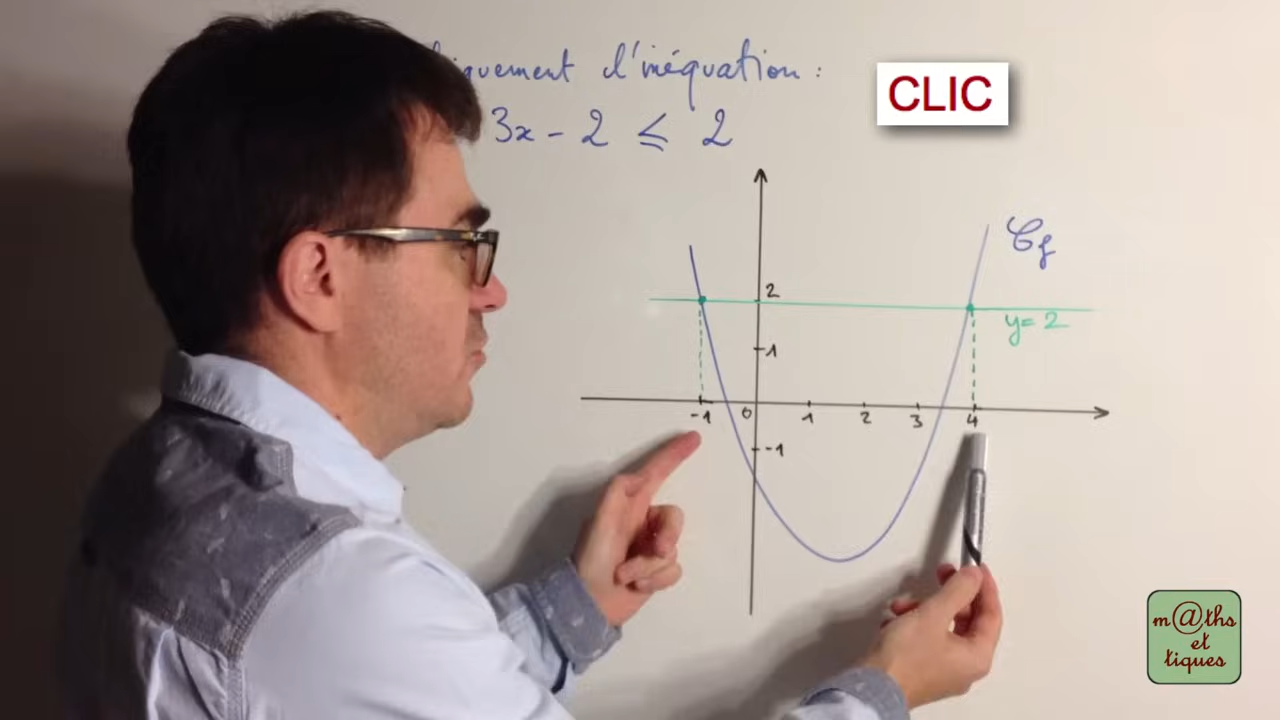 l'inéquation :
CLIC
3x - 2 ⩽ 2
𝒞f
2
y = 2
1
-1 0 1 2 3 4
-1
m@ths
et
tiques